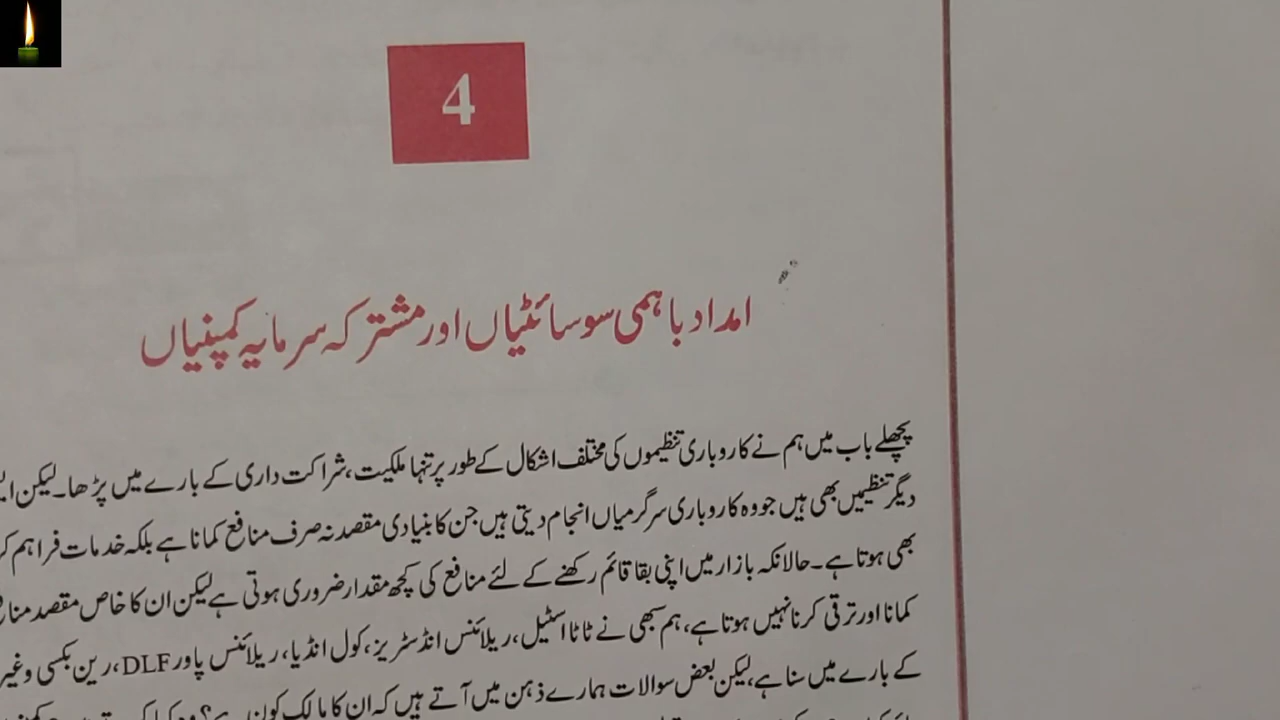 4
امداد باہمی سوسائٹیاں اور مشترکہ سرمایہ کمپنیاں
پچھلے باب میں ہم نے کاروباری تنظیموں کی مختلف اشکال کے طور پر تنہا ملکیت، شراکت داری کے بارے میں پڑھا۔ لیکن
دیگر تنظیمیں بھی ہیں جو وہ کاروباری سرگرمیاں انجام دیتی ہیں جن کا بنیادی مقصد نہ صرف منافع کمانا ہے بلکہ خدمات فراہم
بھی ہوتا ہے۔ حالانکہ بازار میں اپنی بقا قائم رکھنے کے لئے منافع کی کچھ مقدار ضروری ہوتی ہے لیکن ان کا خاص مقصد
کمانا اور ترقی کرنا نہیں ہوتا ہے، ہم سبھی نے ٹاٹا اسٹیل، ریلائنس انڈسٹریز، کول انڈیا، ریلائنس پاور DLF، رین بکسی وغیر
کے بارے میں سنا ہے، لیکن بعض سوالات ہمارے ذہن میں آتے ہیں کہ ان کا مالک کون ہے؟